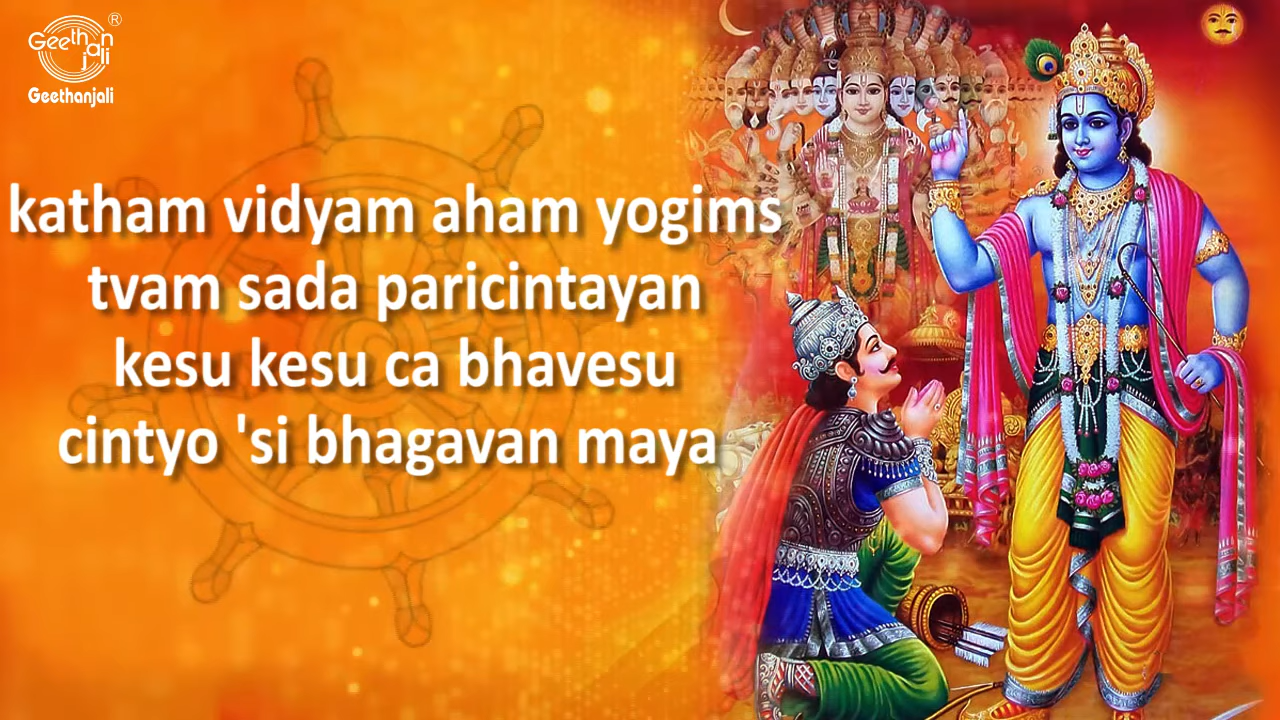 Geethanjali ®
Geethanjali
katham vidyam aham yogims
tvam sada paricintayan
kesu kesu ca bhavesu
cintyo 'si bhagavan maya